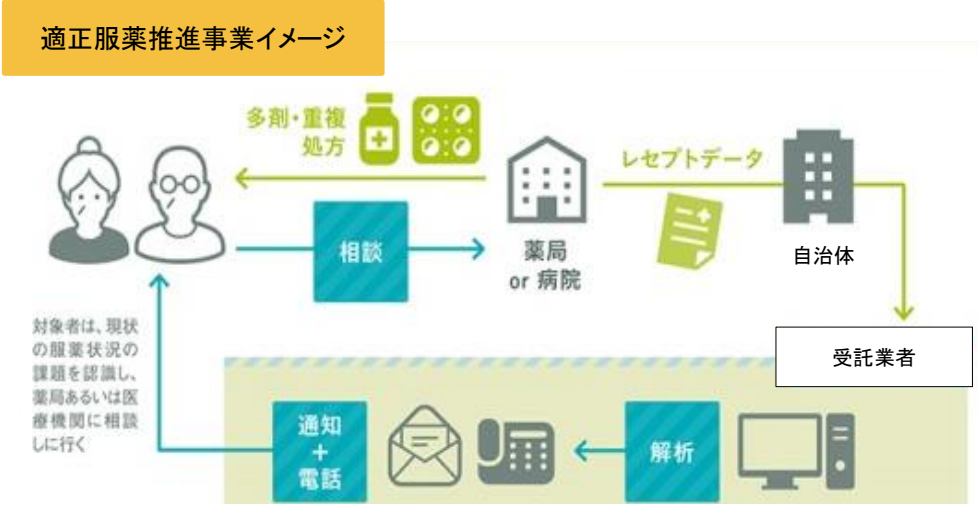 適正服薬推進事業イメージ
多剤・重複
処方
レセプトデータ
相談
薬局
or 病院
自治体
対象者は、現状
の服薬状況の
課題を認識し、
薬局あるいは医
療機関に相談
しに行く
受託業者
通知
+
電話
解析